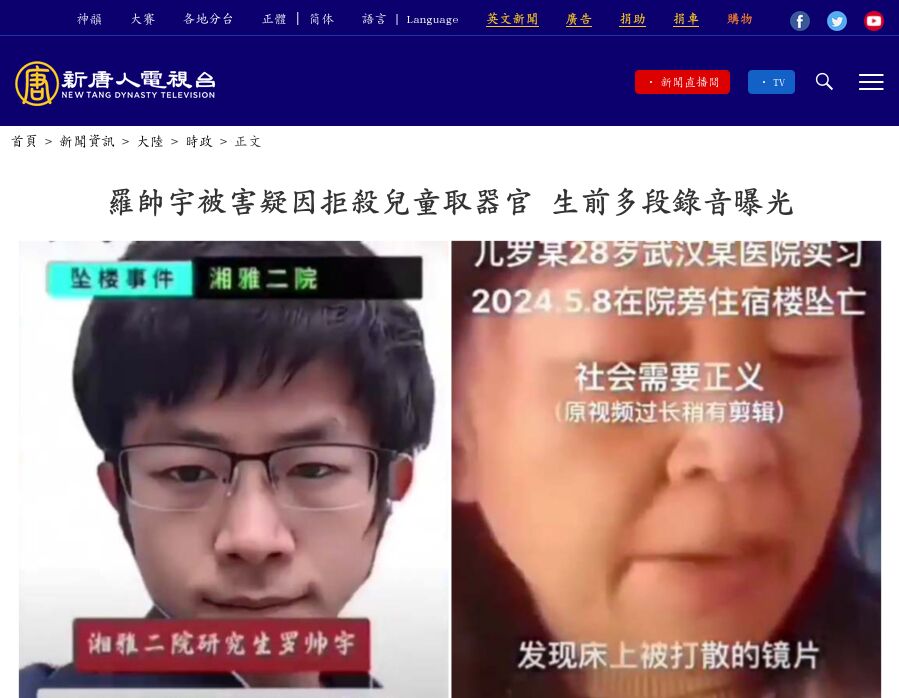 神韻 大賽 各地分台 正體 | 简体 語言 | Language 英文新聞 廣告 捐助 捐車 購物
新唐人電視台
NEW TANG DYNASTY TELEVISION
· 新聞直播間 · TV
首頁 > 新聞資訊 > 大陸 > 時政 > 正文
羅帥宇被害疑因拒殺兒童取器官 生前多段錄音曝光
坠楼事件 湘雅二院
湘雅二院研究生罗帅宇
儿罗某28岁武汉某医院实习
2024.5.8在院旁住宿楼坠亡
社会需要正义
(原视频过长稍有剪辑)
发现床上被打散的镜片